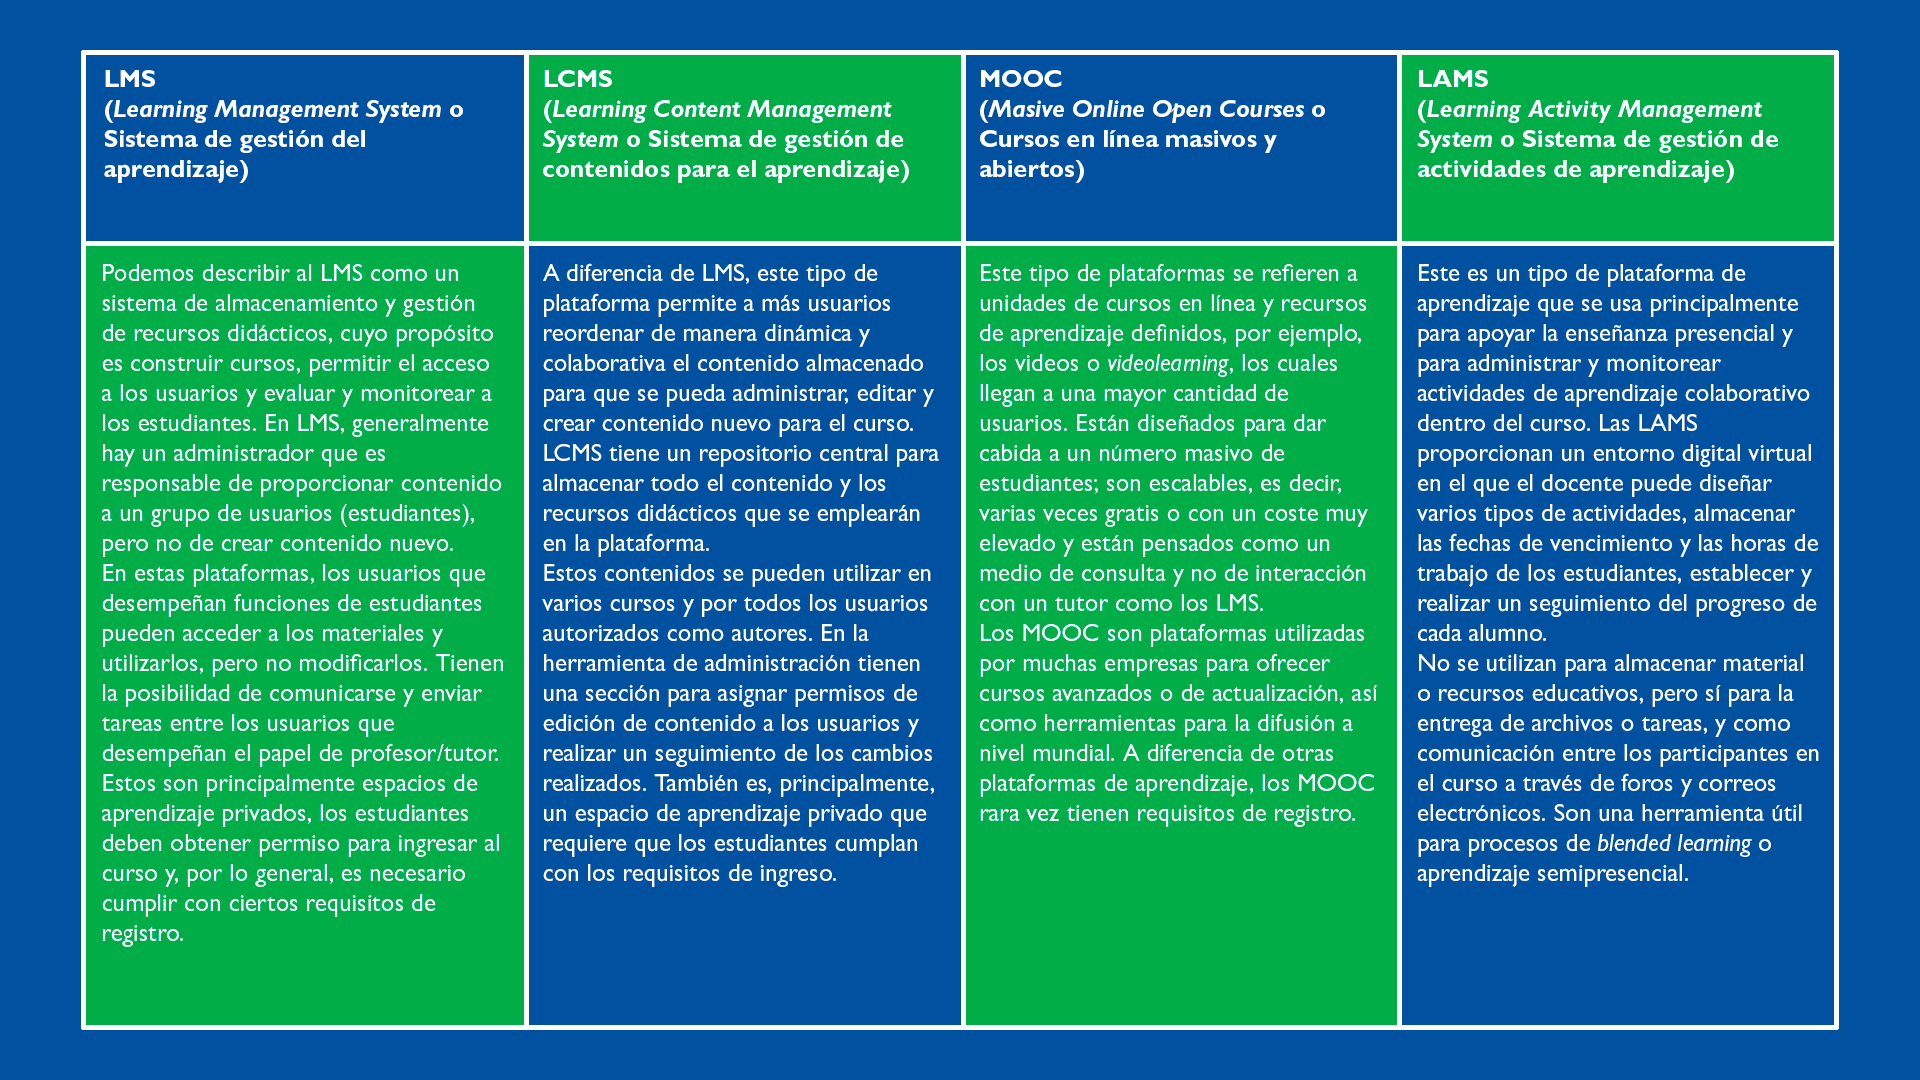 LMS
(Learning Management System o
Sistema de gestión del
aprendizaje)
LCMS
(Learning Content Management
System o Sistema de gestión de
contenidos para el aprendizaje)
MOOC
(Masive Online Open Courses o
Cursos en línea masivos y
abiertos)
LAMS
(Learning Activity Management
System o Sistema de gestión de
actividades de aprendizaje)
Podemos describir al LMS como un
sistema de almacenamiento y gestión
de recursos didácticos, cuyo propósito
es construir cursos, permitir el acceso
a los usuarios y evaluar y monitorear a
los estudiantes. En LMS, generalmente
hay un administrador que es
responsable de proporcionar contenido
a un grupo de usuarios (estudiantes),
pero no de crear contenido nuevo.
En estas plataformas, los usuarios que
desempeñan funciones de estudiantes
pueden acceder a los materiales y
utilizarlos, pero no modificarlos. Tienen
la posibilidad de comunicarse y enviar
tareas entre los usuarios que
desempeñan el papel de profesor/tutor.
Estos son principalmente espacios de
aprendizaje privados, los estudiantes
deben obtener permiso para ingresar al
curso y, por lo general, es necesario
cumplir con ciertos requisitos de
registro.
A diferencia de LMS, este tipo de
plataforma permite a más usuarios
reordenar de manera dinámica y
colaborativa el contenido almacenado
para que se pueda administrar, editar y
crear contenido nuevo para el curso.
LCMS tiene un repositorio central para
almacenar todo el contenido y los
recursos didácticos que se emplearán
en la plataforma.
Estos contenidos se pueden utilizar en
varios cursos y por todos los usuarios
autorizados como autores. En la
herramienta de administración tienen
una sección para asignar permisos de
edición de contenido a los usuarios y
realizar un seguimiento de los cambios
realizados. También es, principalmente,
un espacio de aprendizaje privado que
requiere que los estudiantes cumplan
con los requisitos de ingreso.
Este tipo de plataformas se refieren a
unidades de cursos en línea y recursos
de aprendizaje definidos, por ejemplo,
los videos o videolearning, los cuales
llegan a una mayor cantidad de
usuarios. Están diseñados para dar
cabida a un número masivo de
estudiantes; son escalables, es decir,
varias veces gratis o con un coste muy
elevado y están pensados como un
medio de consulta y no de interacción
con un tutor como los LMS.
Los MOOC son plataformas utilizadas
por muchas empresas para ofrecer
cursos avanzados o de actualización, así
como herramientas para la difusión a
nivel mundial. A diferencia de otras
plataformas de aprendizaje, los MOOC
rara vez tienen requisitos de registro.
Este es un tipo de plataforma de
aprendizaje que se usa principalmente
para apoyar la enseñanza presencial y
para administrar y monitorear
actividades de aprendizaje colaborativo
dentro del curso. Las LAMS
proporcionan un entorno digital virtual
en el que el docente puede diseñar
varios tipos de actividades, almacenar
las fechas de vencimiento y las horas de
trabajo de los estudiantes, establecer y
realizar un seguimiento del progreso de
cada alumno.
No se utilizan para almacenar material
o recursos educativos, pero sí para la
entrega de archivos o tareas, y como
comunicación entre los participantes en
el curso a través de foros y correos
electrónicos. Son una herramienta útil
para procesos de blended learning o
aprendizaje semipresencial.